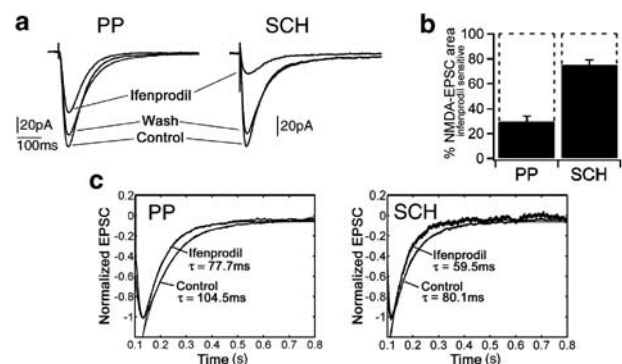 a
PP
SCH
Ifenprodil
Wash
Control
20pA
100ms
20pA
b
% NMDA-EPSC area
infenprodil sensitive
100
80
60
40
20
0
PP
SCH
c
PP
Normalized EPSC
0.2
0
-0.2
-0.4
-0.6
-0.8
-1
Ifenprodil
τ = 77.7ms
Control
τ = 104.5ms
0.1 0.2 0.3 0.4 0.5 0.6 0.7 0.8
Time (s)
SCH
Normalized EPSC
0.2
0
-0.2
-0.4
-0.6
-0.8
-1
Ifenprodil
τ = 59.5ms
Control
τ = 80.1ms
0.1 0.2 0.3 0.4 0.5 0.6 0.7 0.8
Time (s)